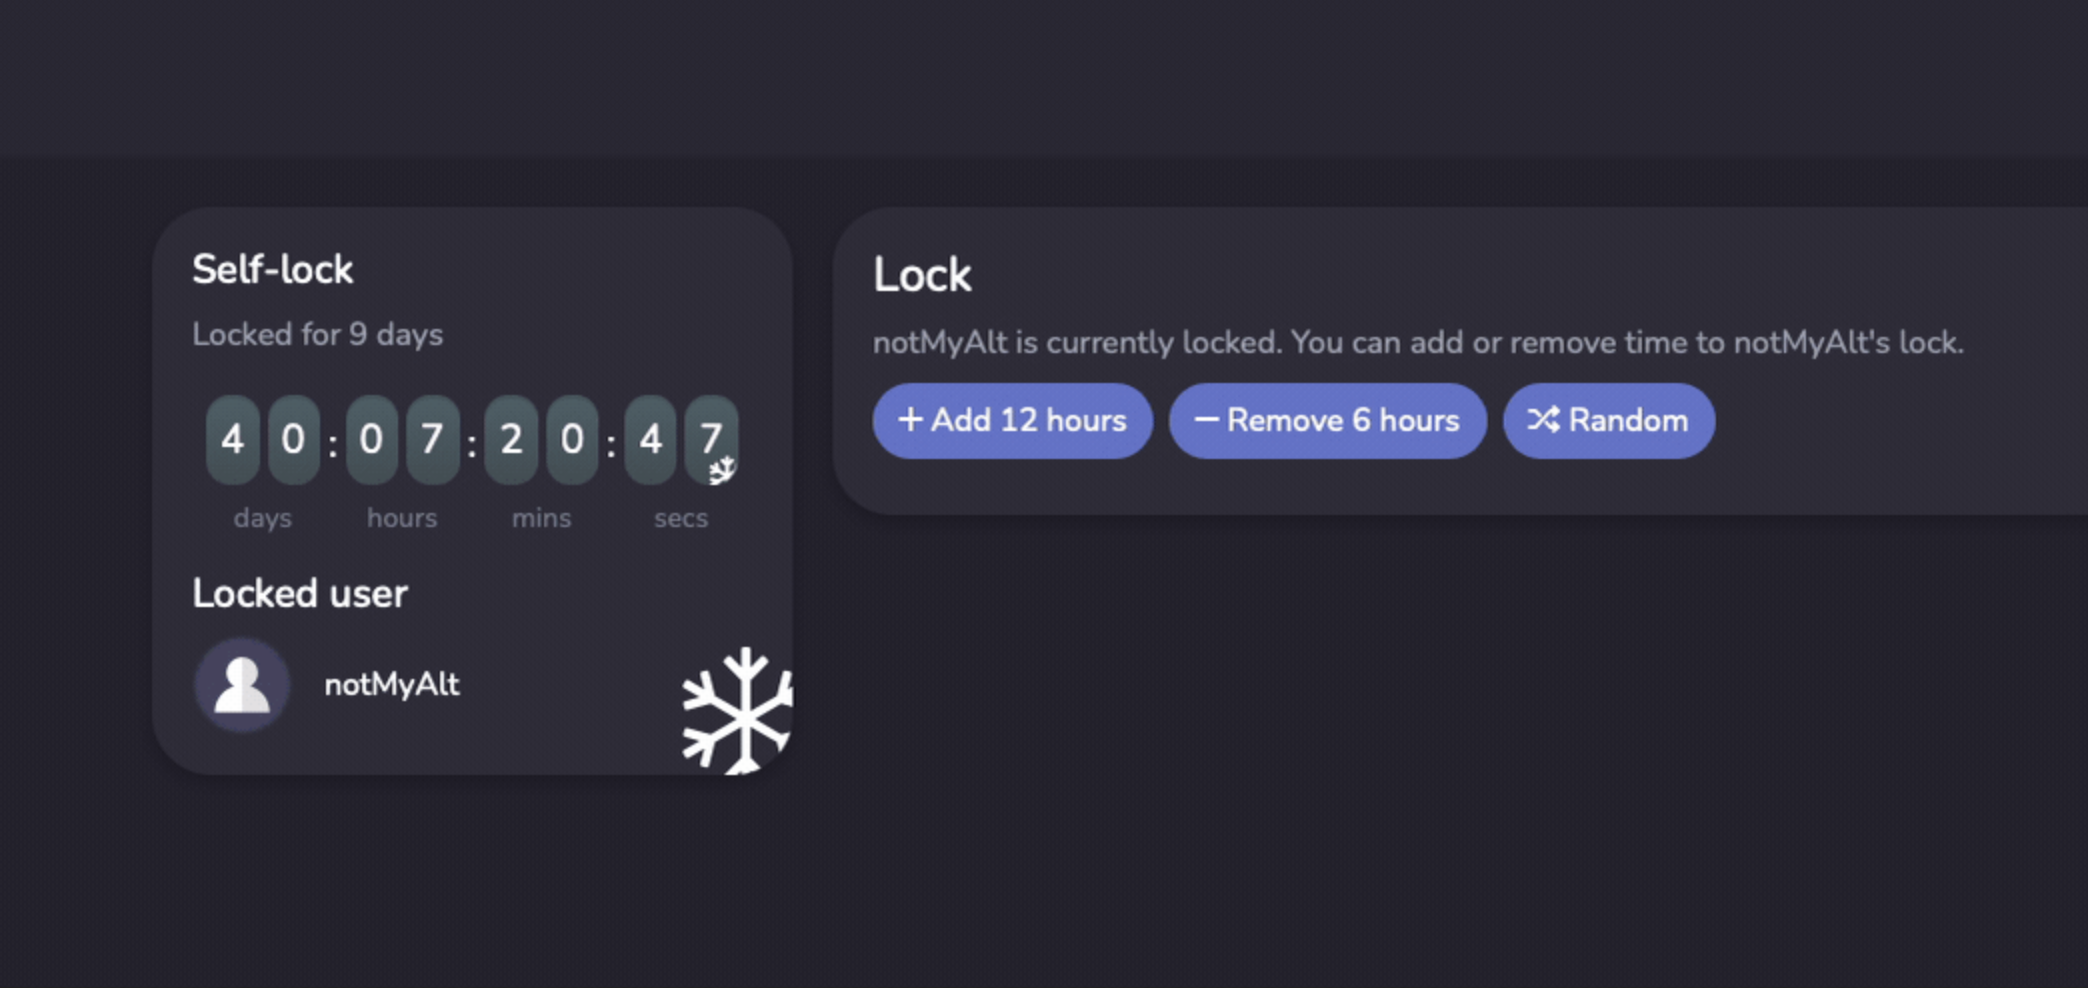 Self-lock
Locked for 9 days
40:07:20:47
days hours mins secs
Locked user
notMyAlt
Lock
notMyAlt is currently locked. You can add or remove time to notMyAlt's lock.
+ Add 12 hours − Remove 6 hours Random